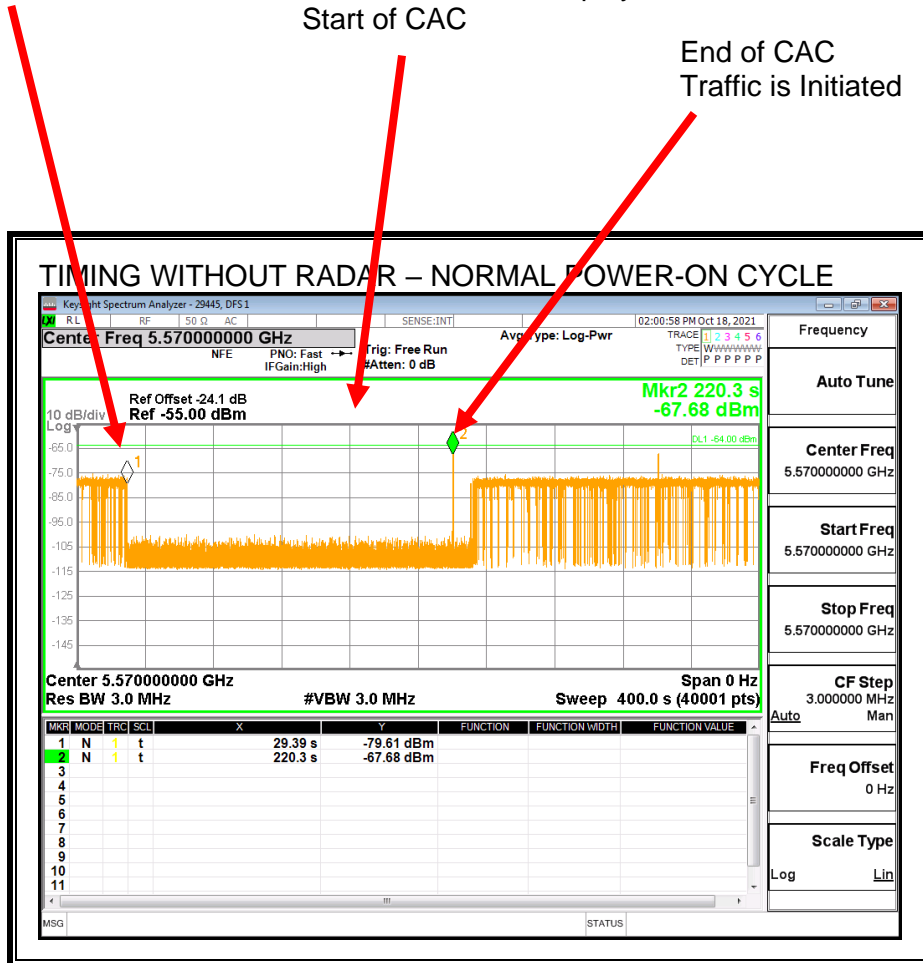 Start of CAC
End of CAC
Traffic is Initiated
TIMING WITHOUT RADAR – NORMAL POWER-ON CYCLE
Keysight Spectrum Analyzer - 29445, DFS 1
RL RF 50 Ω AC SENSE:INT 02:00:58 PM Oct 18, 2021
Center Freq 5.570000000 GHz
NFE PNO: Fast IFGain:High
Trig: Free Run
#Atten: 0 dB
Avg Type: Log-Pwr
TRACE 1 2 3 4 5 6
TYPE WWWWWW
DET P P P P P P
Ref Offset -24.1 dB
10 dB/div Ref -55.00 dBm
Log
Mkr2 220.3 s
-67.68 dBm
DL1 -64.00 dBm
1
2
-65.0
-75.0
-85.0
-95.0
-105
-115
-125
-135
-145
Center 5.570000000 GHz Span 0 Hz
Res BW 3.0 MHz #VBW 3.0 MHz Sweep 400.0 s (40001 pts)
MKR MODE TRC SCL X Y FUNCTION FUNCTION WIDTH FUNCTION VALUE
1 N 1 t 29.39 s -79.61 dBm
2 N 1 t 220.3 s -67.68 dBm
3
4
5
6
7
8
9
10
11
MSG STATUS
Frequency
Auto Tune
Center Freq
5.570000000 GHz
Start Freq
5.570000000 GHz
Stop Freq
5.570000000 GHz
CF Step
3.000000 MHz
Auto Man
Freq Offset
0 Hz
Scale Type
Log Lin